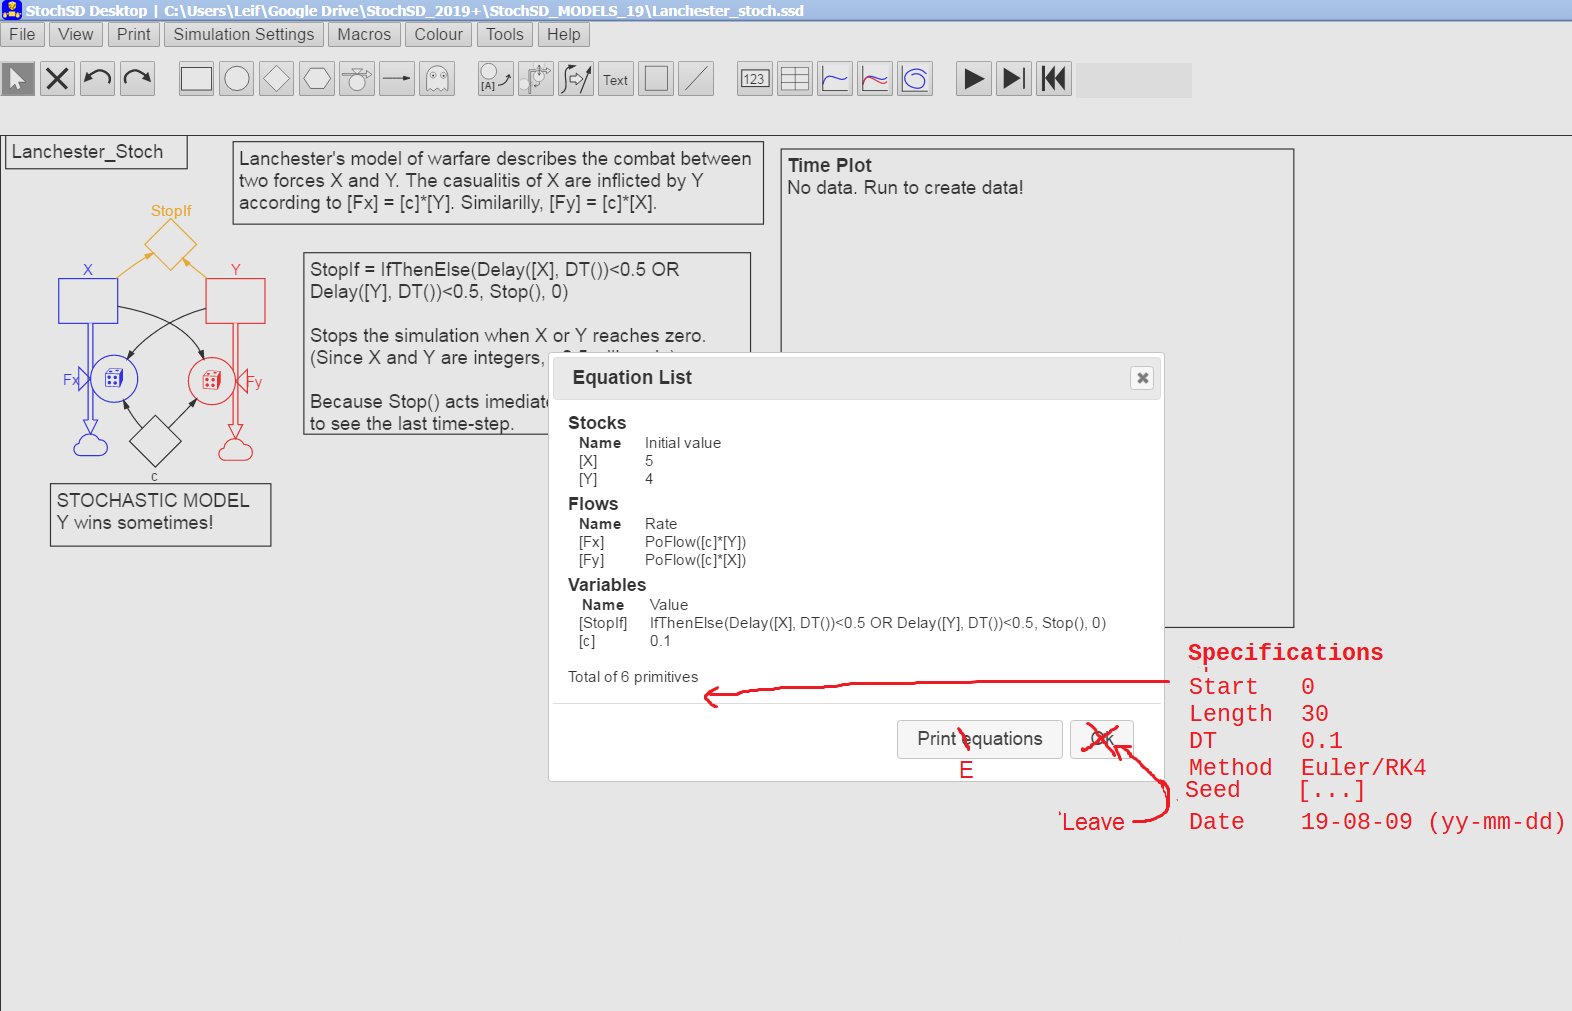 StochSD Desktop | C:\Users\Leif\Google Drive\StochSD_2019+\StochSD_MODELS_19\Lanchester_stoch.ssd
File View Print Simulation Settings Macros Colour Tools Help
[A] Text 123
Lanchester_Stoch
Lanchester's model of warfare describes the combat between
two forces X and Y. The casualitis of X are inflicted by Y
according to [Fx] = [c]*[Y]. Similarilly, [Fy] = [c]*[X].
Time Plot
No data. Run to create data!
StopIf
X
Y
Fx
Fy
c
STOCHASTIC MODEL
Y wins sometimes!
StopIf = IfThenElse(Delay([X], DT())<0.5 OR
Delay([Y], DT())<0.5, Stop(), 0)
Stops the simulation when X or Y reaches zero.
(Since X and Y are integers,
Because Stop() acts imediate
to see the last time-step.
Equation List
Stocks
Name Initial value
[X] 5
[Y] 4
Flows
Name Rate
[Fx] PoFlow([c]*[Y])
[Fy] PoFlow([c]*[X])
Variables
Name Value
[StopIf] IfThenElse(Delay([X], DT())<0.5 OR Delay([Y], DT())<0.5, Stop(), 0)
[c] 0.1
Total of 6 primitives
Print equations Ok
E
Leave
Specifications
Start 0
Length 30
DT 0.1
Method Euler/RK4
Seed [...]
Date 19-08-09 (yy-mm-dd)